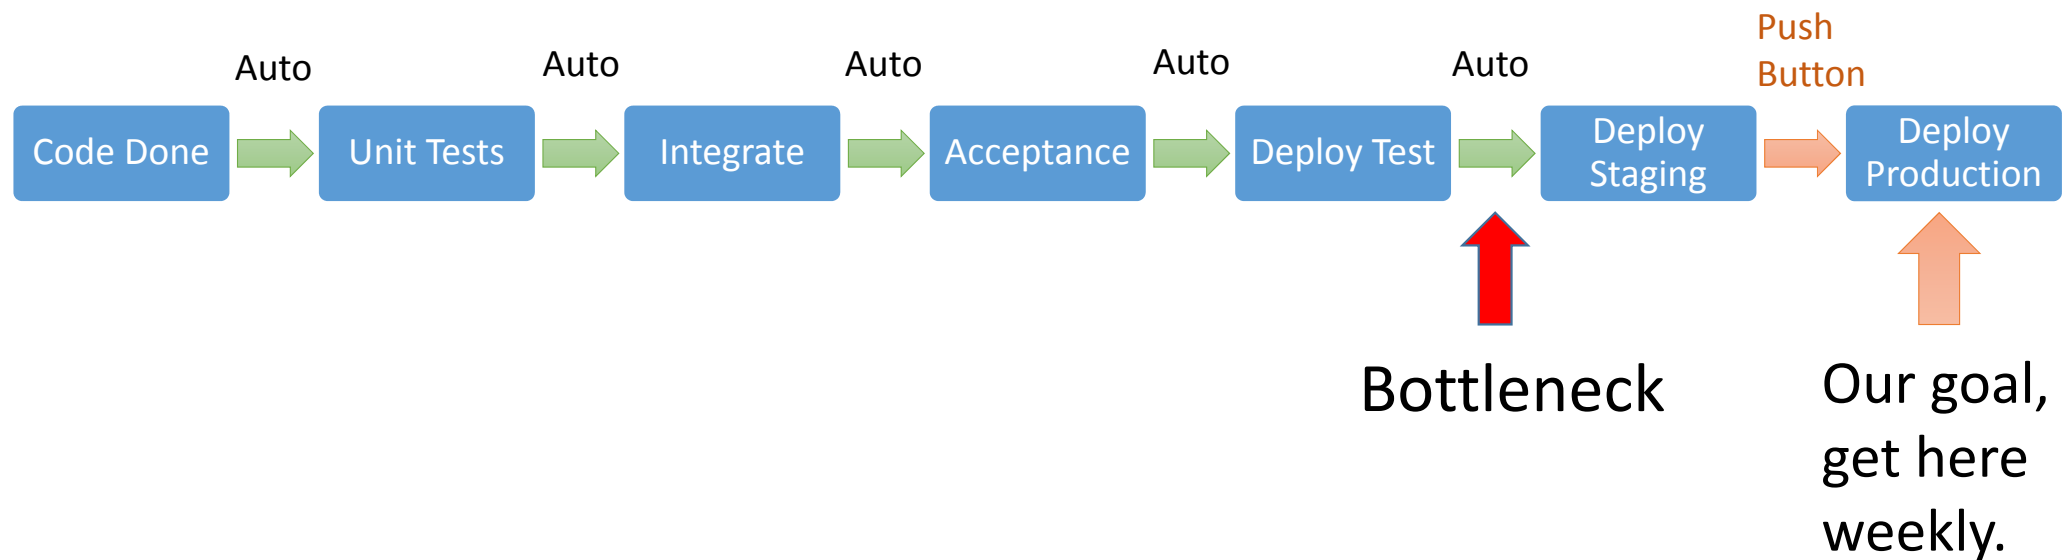 Auto
Auto
Auto
Auto
Auto
Push
Button
Code Done
Unit Tests
Integrate
Acceptance
Deploy Test
Deploy
Staging
Deploy
Production
Bottleneck
Our goal,
get here
weekly.